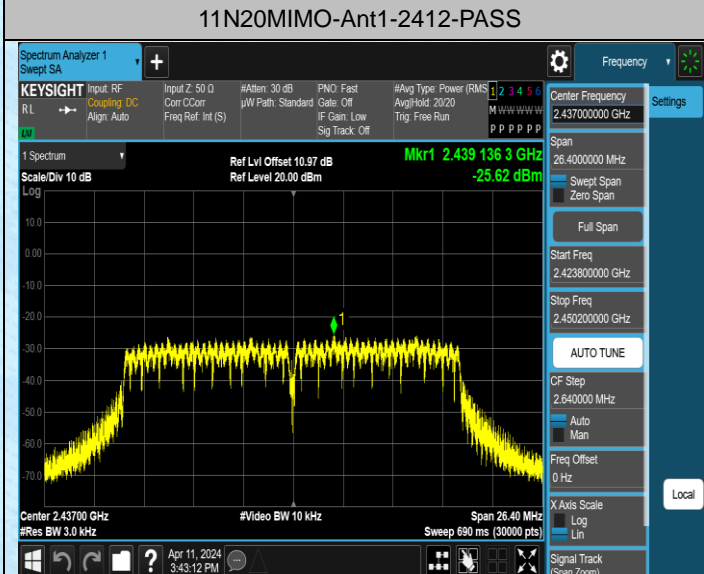 11N20MIMO-Ant1-2412-PASS
Spectrum Analyzer 1
Swept SA
+
Frequency
KEYSIGHT
RL
LXI
Input: RF
Coupling: DC
Align: Auto
Input Z: 50 Ω
Corr CCorr
Freq Ref: Int (S)
#Atten: 30 dB
µW Path: Standard
PNO: Fast
Gate: Off
IF Gain: Low
Sig Track: Off
#Avg Type: Power (RMS
Avg|Hold: 20/20
Trig: Free Run
1 2 3 4 5 6
M W W W W W
P P P P P P
1 Spectrum
Scale/Div 10 dB
Ref Lvl Offset 10.97 dB
Ref Level 20.00 dBm
Mkr1 2.439 136 3 GHz
-25.62 dBm
Log
10.0
0.00
-10.0
-20.0
-30.0
-40.0
-50.0
-60.0
-70.0
1
Center 2.43700 GHz
#Res BW 3.0 kHz
#Video BW 10 kHz
Span 26.40 MHz
Sweep 690 ms (30000 pts)
Apr 11, 2024
3:43:12 PM
?
Center Frequency
2.437000000 GHz
Settings
Span
26.4000000 MHz
Swept Span
Zero Span
Full Span
Start Freq
2.423800000 GHz
Stop Freq
2.450200000 GHz
AUTO TUNE
CF Step
2.640000 MHz
Auto
Man
Freq Offset
0 Hz
X Axis Scale
Log
Lin
Local
Signal Track
(Span Zoom)